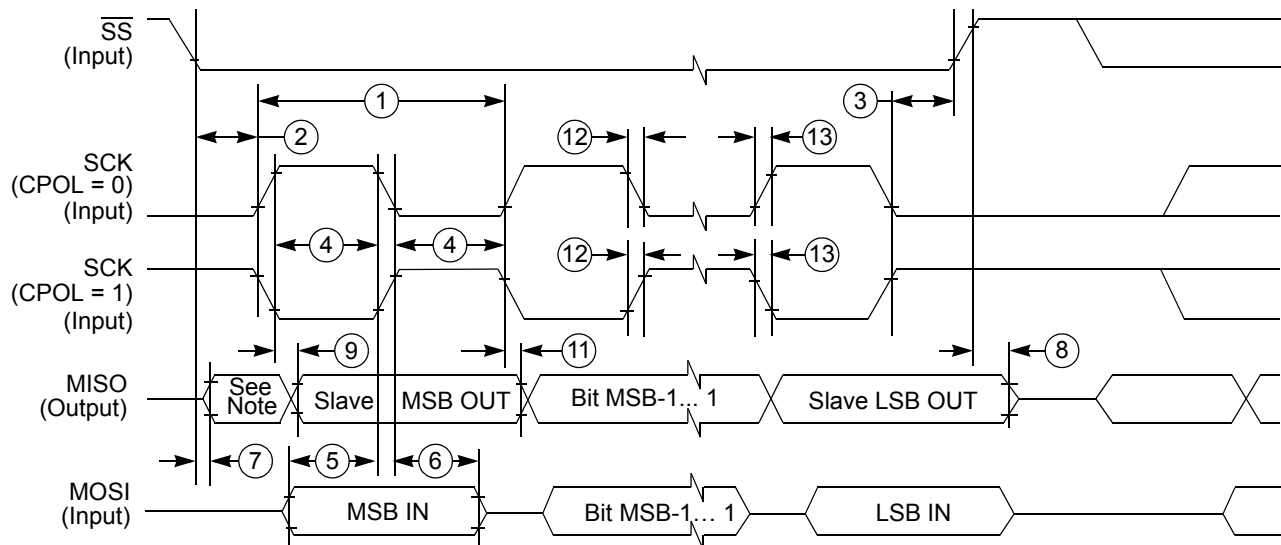 SS
(Input)
1
3
2
12
13
SCK
(CPOL = 0)
(Input)
4
4
SCK
(CPOL = 1)
(Input)
12
13
9
11
8
MISO
(Output)
See
Note
Slave
MSB OUT
Bit MSB-1... 1
Slave LSB OUT
7
5
6
MOSI
(Input)
MSB IN
Bit MSB-1... 1
LSB IN